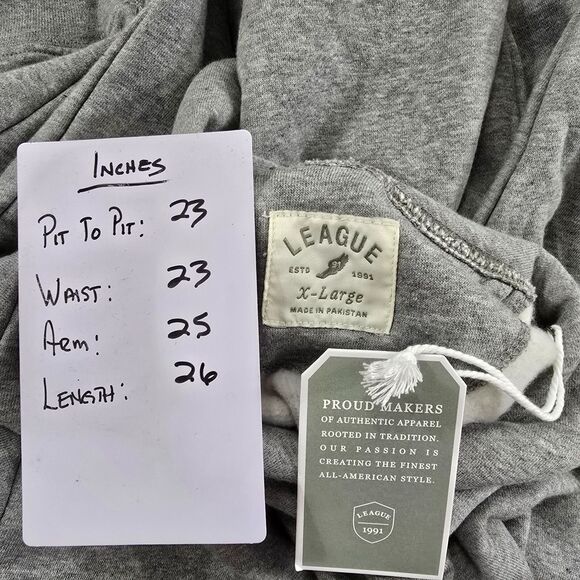 INCHES
PIT TO PIT: 23
WAIST: 23
ARM: 25
LENGTH: 26
LEAGUE
ESTD 91 1991
X-Large
MADE IN PAKISTAN
PROUD MAKERS
OF AUTHENTIC APPAREL
ROOTED IN TRADITION.
OUR PASSION IS
CREATING THE FINEST
ALL-AMERICAN STYLE.
LEAGUE
1991